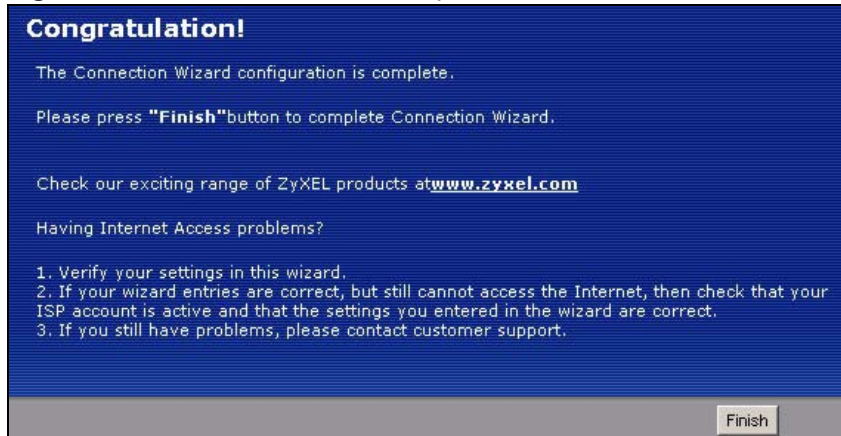 Congratulation!
The Connection Wizard configuration is complete.
Please press "Finish"button to complete Connection Wizard.
Check our exciting range of ZyXEL products atwww.zyxel.com
Having Internet Access problems?
1. Verify your settings in this wizard.
2. If your wizard entries are correct, but still cannot access the Internet, then check that your
ISP account is active and that the settings you entered in the wizard are correct.
3. If you still have problems, please contact customer support.
Finish